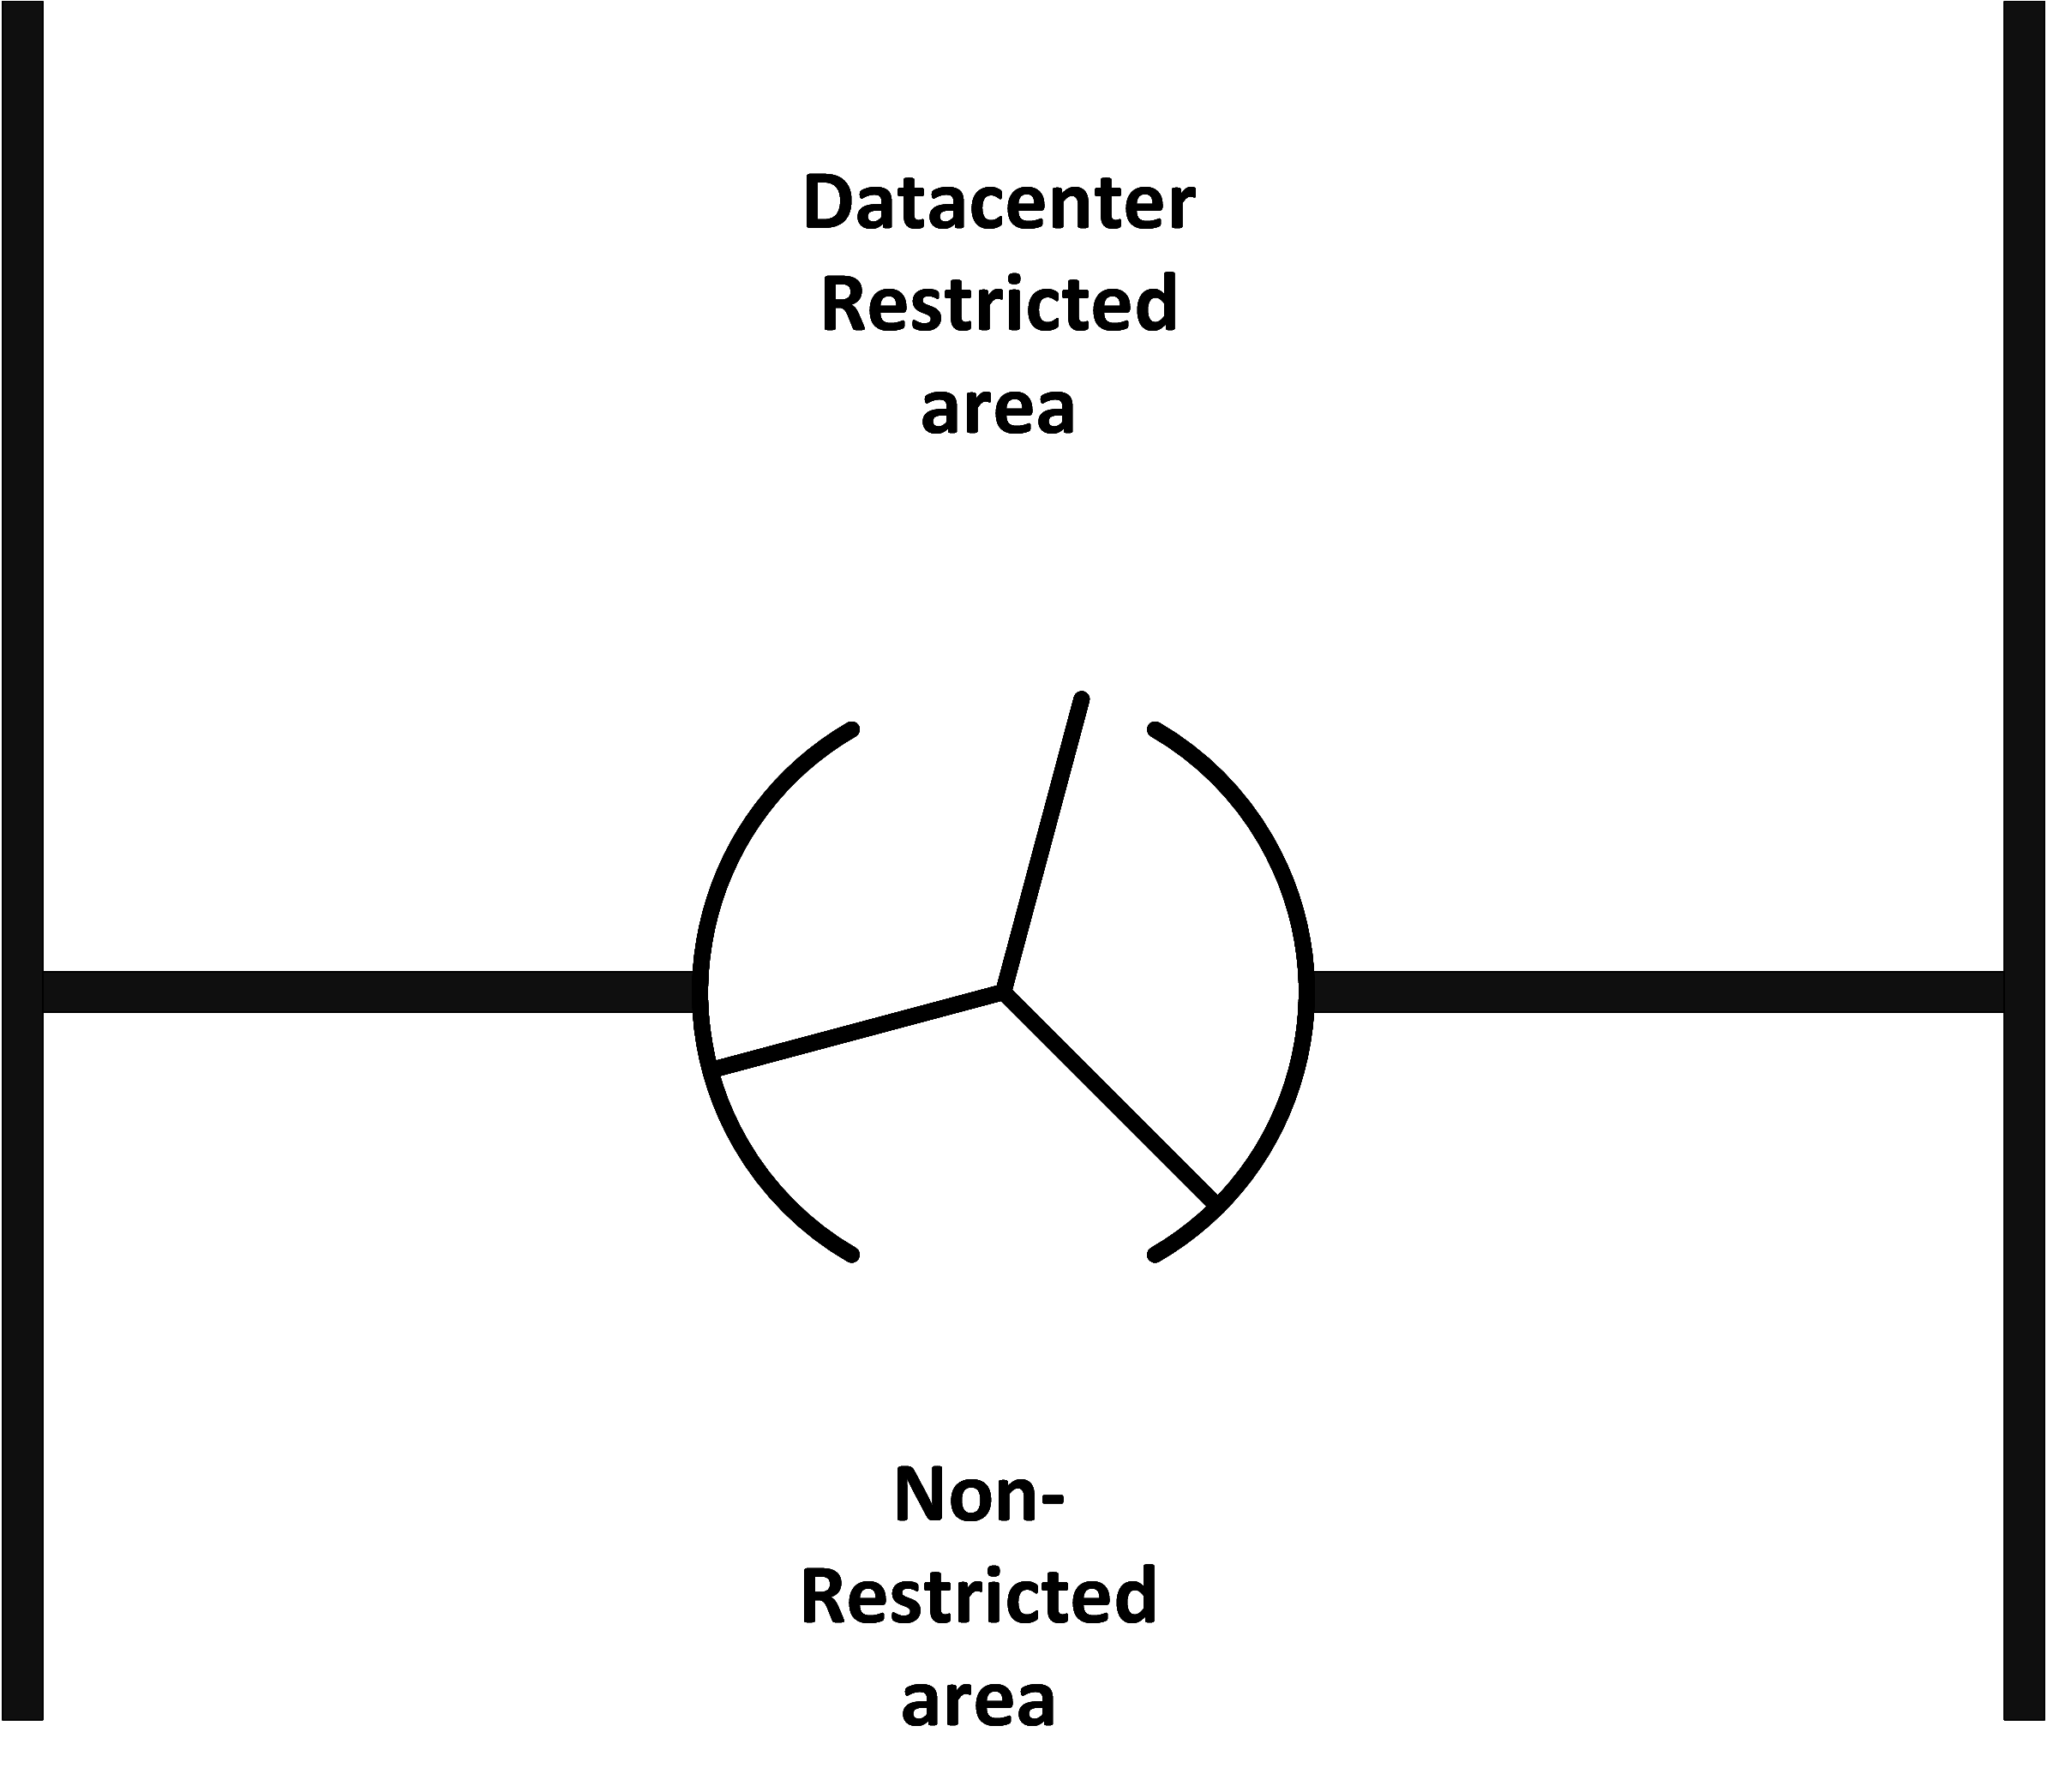 Datacenter
Restricted
area
Non-
Restricted
area